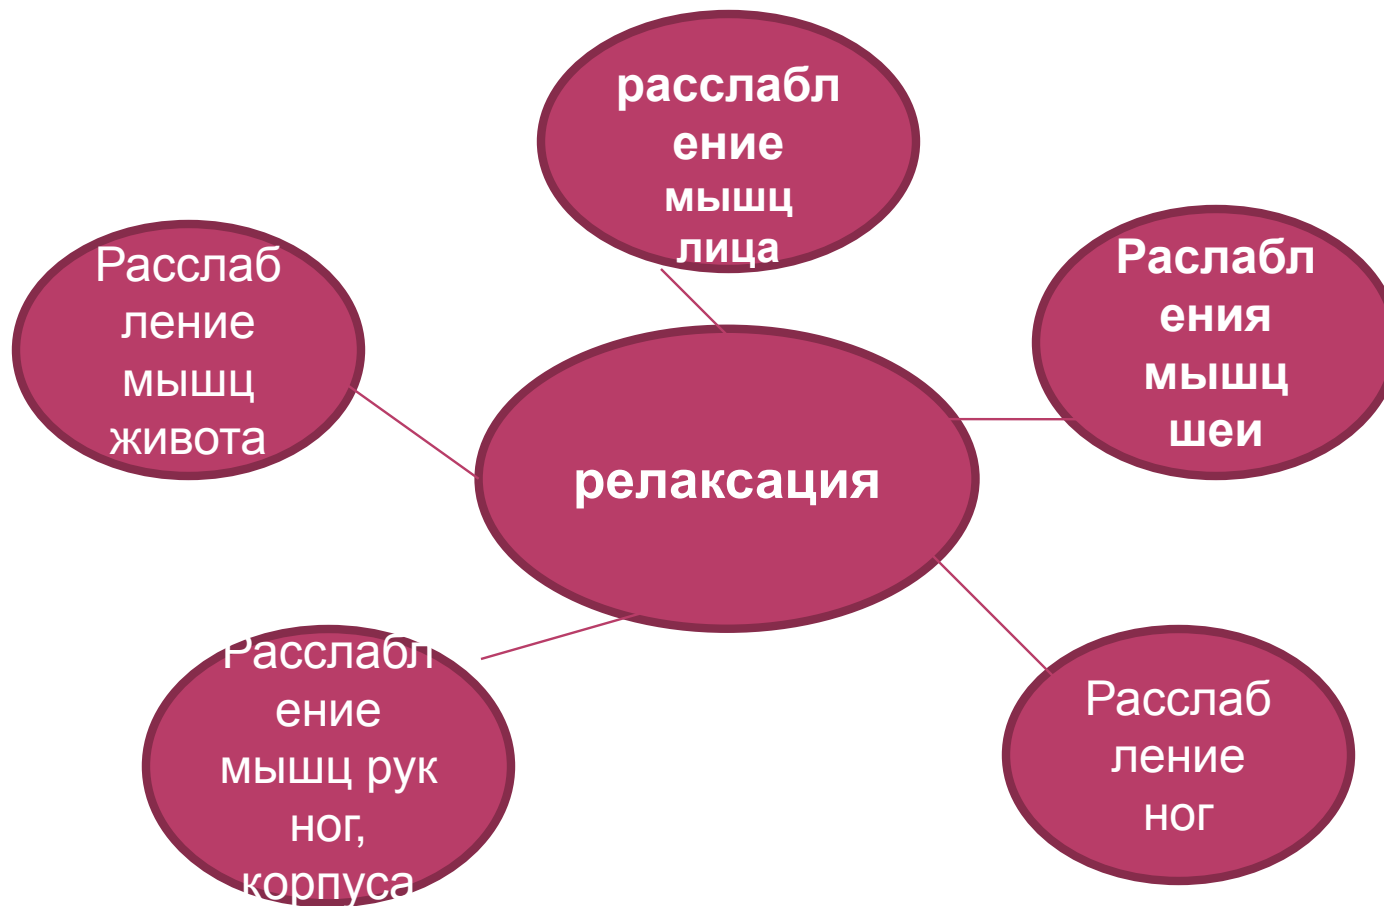 расслабл
ение
мышц
лица
Расслаб
ление
мышц
живота
Раслабл
ения
мышц
шеи
релаксация
Расслабл
ение
мышц рук
ног,
корпуса
Расслаб
ление
ног